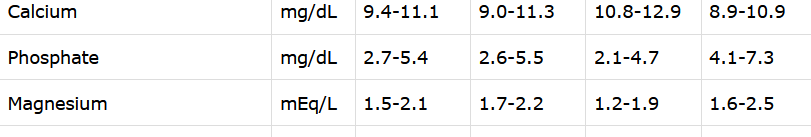 Calcium mg/dL 9.4-11.1 9.0-11.3 10.8-12.9 8.9-10.9
Phosphate mg/dL 2.7-5.4 2.6-5.5 2.1-4.7 4.1-7.3
Magnesium mEq/L 1.5-2.1 1.7-2.2 1.2-1.9 1.6-2.5